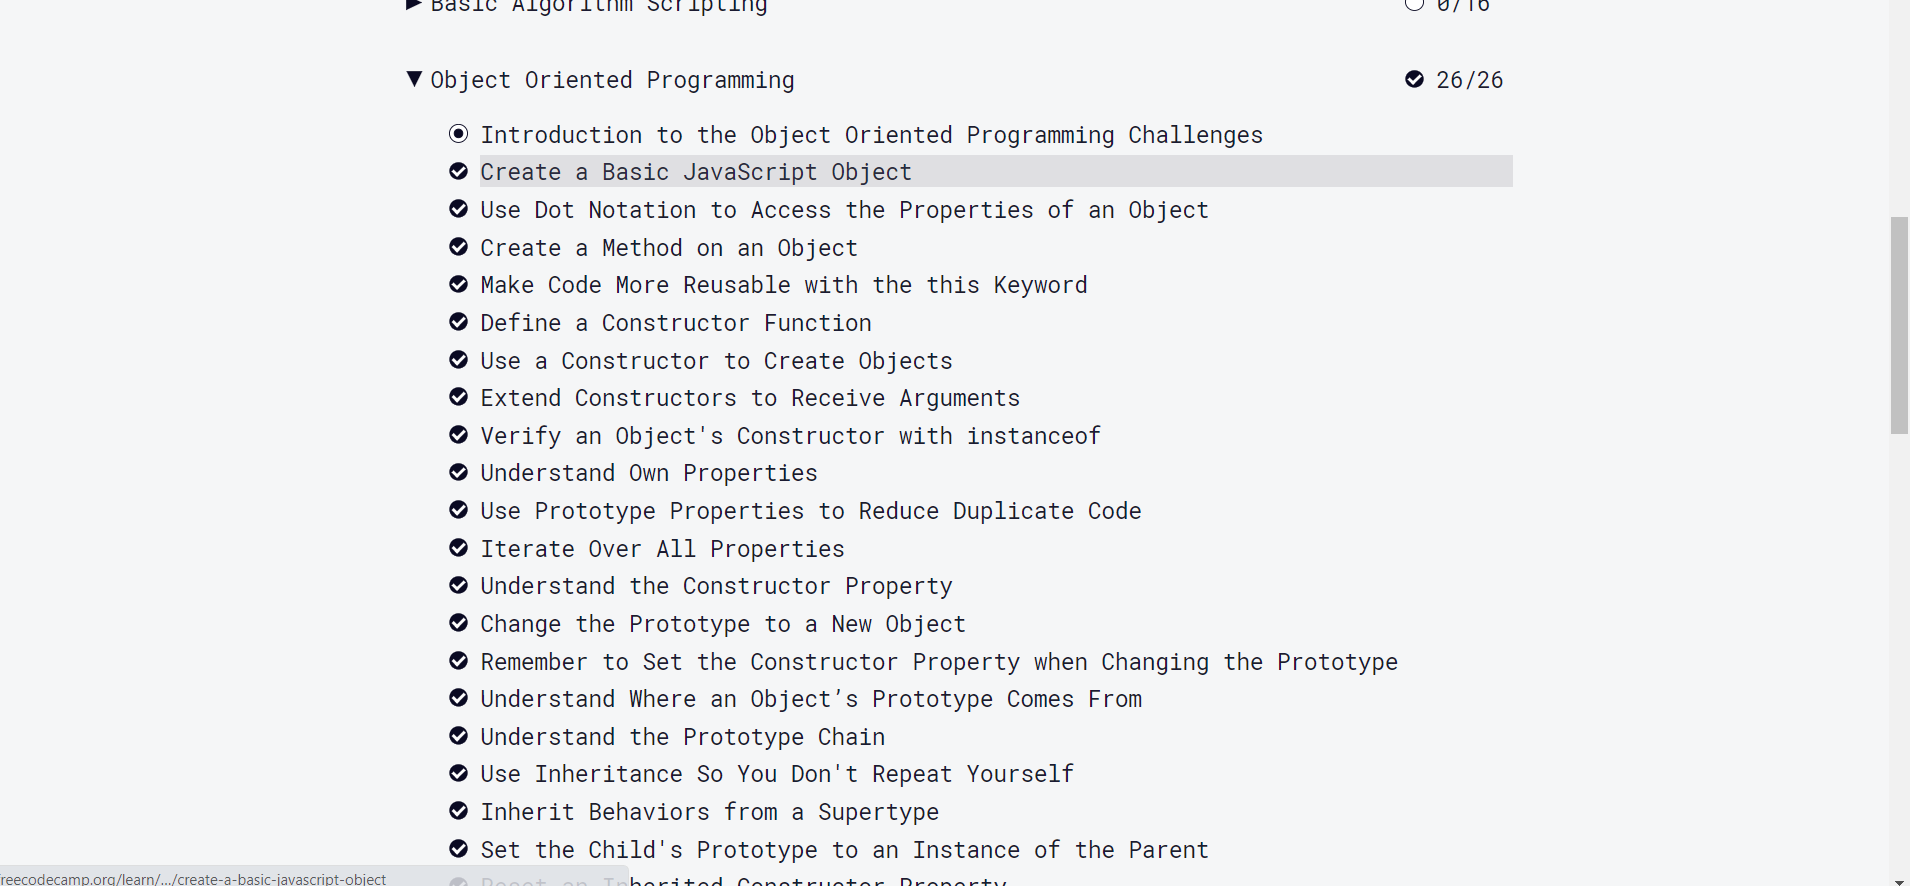 Basic Algorithm Scripting 0/16
Object Oriented Programming 26/26
Introduction to the Object Oriented Programming Challenges
Create a Basic JavaScript Object
Use Dot Notation to Access the Properties of an Object
Create a Method on an Object
Make Code More Reusable with the this Keyword
Define a Constructor Function
Use a Constructor to Create Objects
Extend Constructors to Receive Arguments
Verify an Object's Constructor with instanceof
Understand Own Properties
Use Prototype Properties to Reduce Duplicate Code
Iterate Over All Properties
Understand the Constructor Property
Change the Prototype to a New Object
Remember to Set the Constructor Property when Changing the Prototype
Understand Where an Object’s Prototype Comes From
Understand the Prototype Chain
Use Inheritance So You Don't Repeat Yourself
Inherit Behaviors from a Supertype
Set the Child's Prototype to an Instance of the Parent
Reset an Inherited Constructor Property
reecodecamp.org/learn/.../create-a-basic-javascript-object